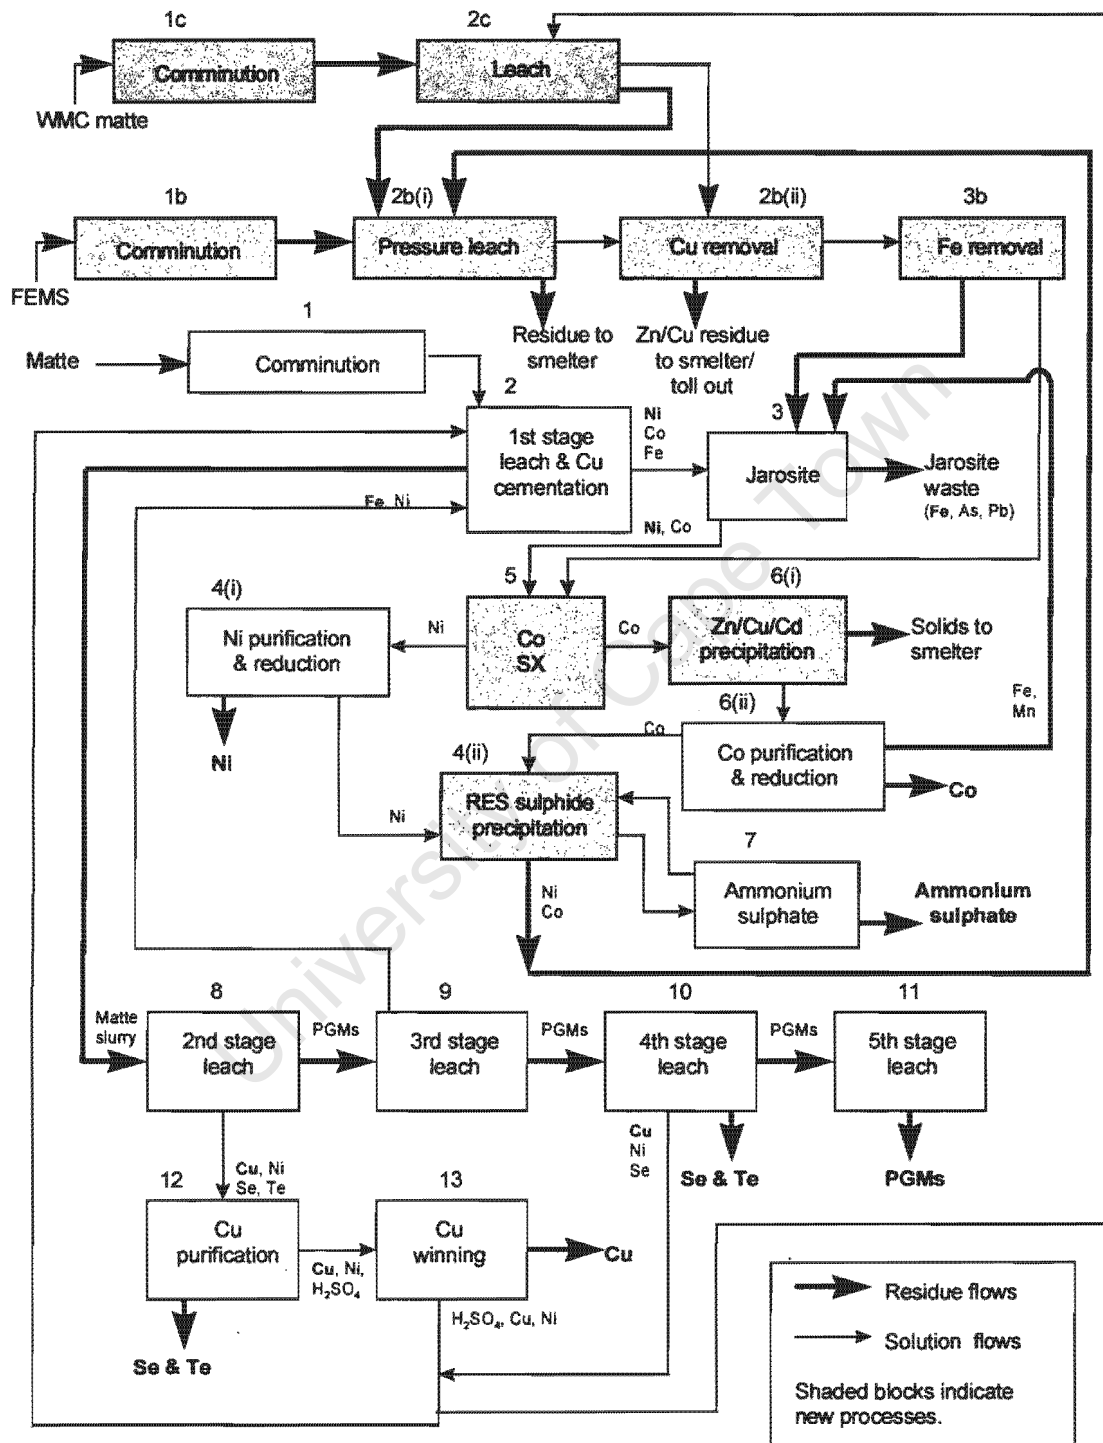 1c
2c
Comminution
Leach
WMC matte
1b
2b(i)
2b(ii)
3b
Comminution
Pressure leach
Cu removal
Fe removal
FEMS
Residue to
smelter
Zn/Cu residue
to smelter/
toll out
1
Matte
Comminution
2
1st stage
leach & Cu
cementation
Ni
Co
Fe
3
Jarosite
Jarosite
waste
(Fe, As, Pb)
Fe, Ni
Ni, Co
4(i)
Ni purification
& reduction
Ni
5
Co
SX
Co
6(i)
Zn/Cu/Cd
precipitation
Solids to
smelter
Ni
6(ii)
Co purification
& reduction
Co
Fe,
Mn
Co
4(ii)
RES sulphide
precipitation
Ni
Ni
Co
7
Ammonium
sulphate
Ammonium
sulphate
University of Cape Town
Matte
slurry
8
2nd stage
leach
PGMs
9
3rd stage
leach
PGMs
10
4th stage
leach
PGMs
11
5th stage
leach
Cu, Ni
Se, Te
Cu
Ni
Se
Se & Te
PGMs
12
Cu
purification
Cu, Ni,
H₂SO₄
13
Cu
winning
Cu
H₂SO₄, Cu, Ni
Se & Te
Residue flows
Solution flows
Shaded blocks indicate
new processes.